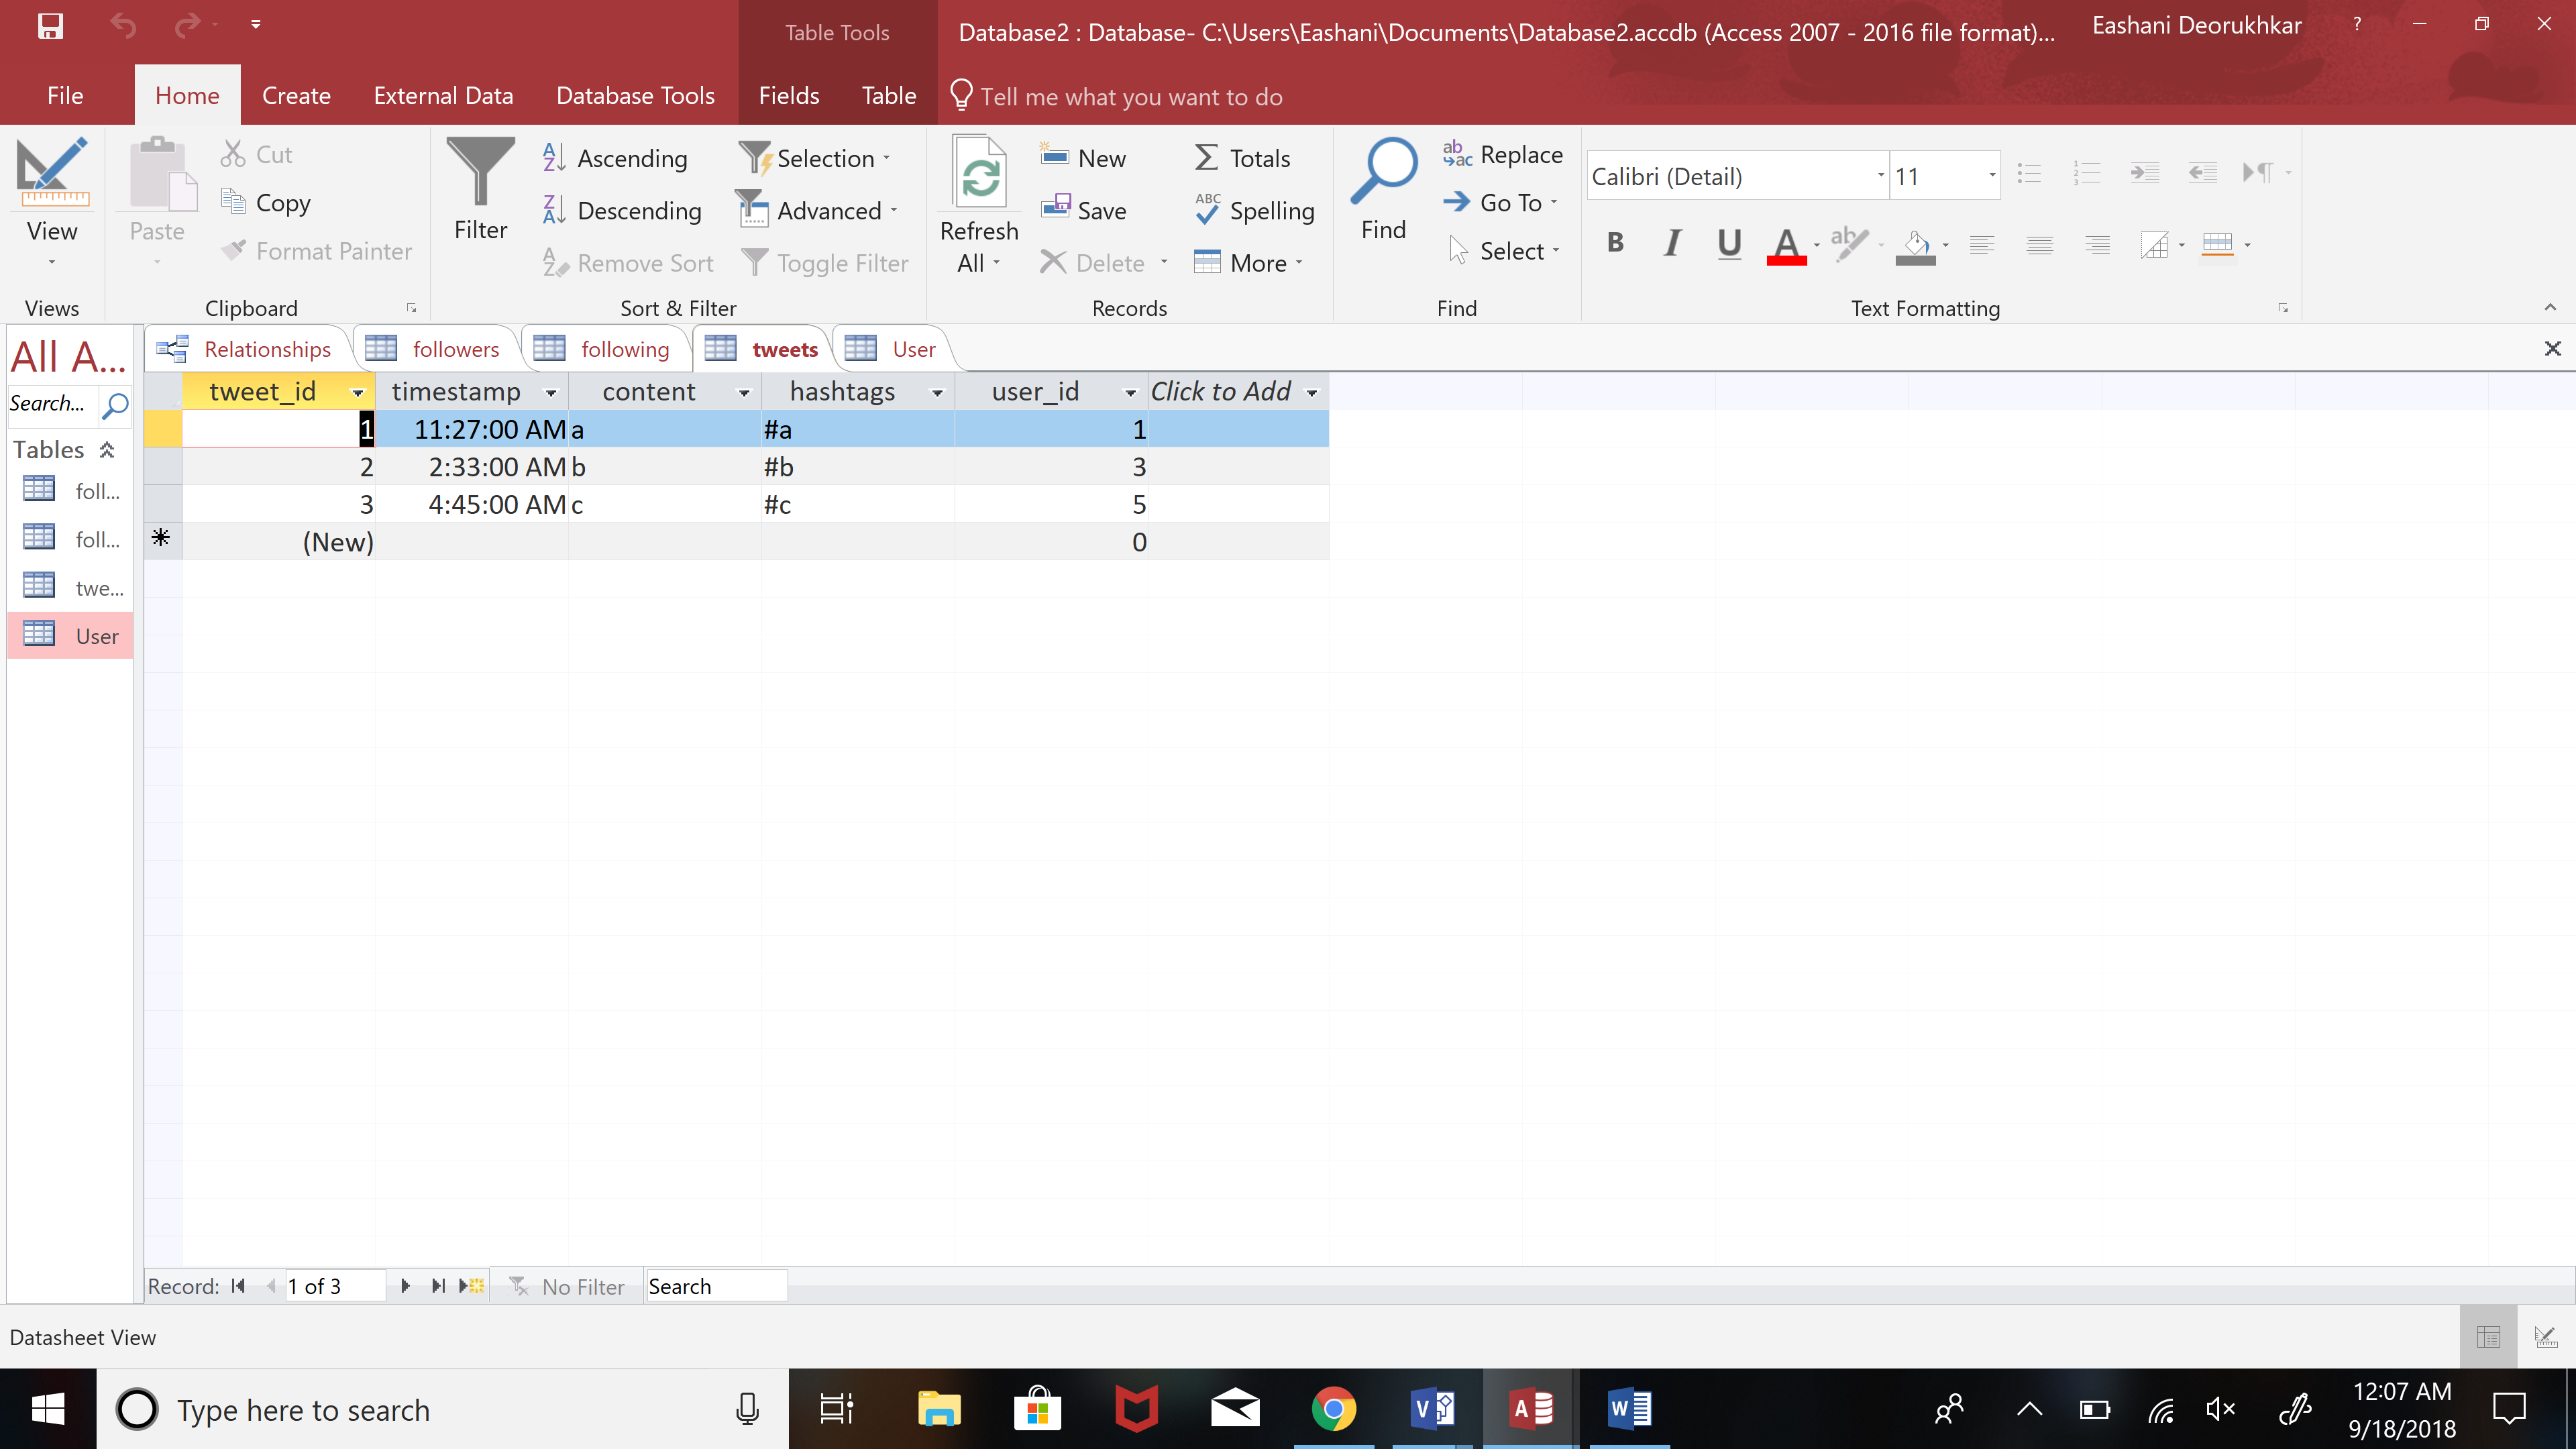 Table Tools
Database2 : Database- C:\Users\Eashani\Documents\Database2.accdb (Access 2007 - 2016 file format)...
Eashani Deorukhkar
?
File
Home
Create
External Data
Database Tools
Fields
Table
Tell me what you want to do
View
Paste
Cut
Copy
Format Painter
Filter
Ascending
Descending
Remove Sort
Selection
Advanced
Toggle Filter
Refresh
All
New
Save
Delete
Totals
Spelling
More
Find
Replace
Go To
Select
Calibri (Detail)
11
B I U A
Views
Clipboard
Sort & Filter
Records
Find
Text Formatting
All A...
Relationships
followers
following
tweets
User
Search...
Tables
foll...
foll...
twe...
User
tweet_id timestamp content hashtags user_id Click to Add
1 11:27:00 AM a #a 1
2 2:33:00 AM b #b 3
3 4:45:00 AM c #c 5
(New) 0
Record: 1 of 3 No Filter Search
Datasheet View
Type here to search
12:07 AM
9/18/2018